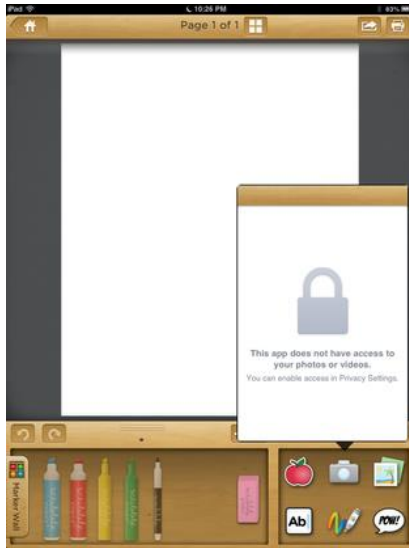 iPad 10:26 PM 83%
Page 1 of 1
This app does not have access to
your photos or videos.
You can enable access in Privacy Settings.
Marker Wall
Ab
POW!